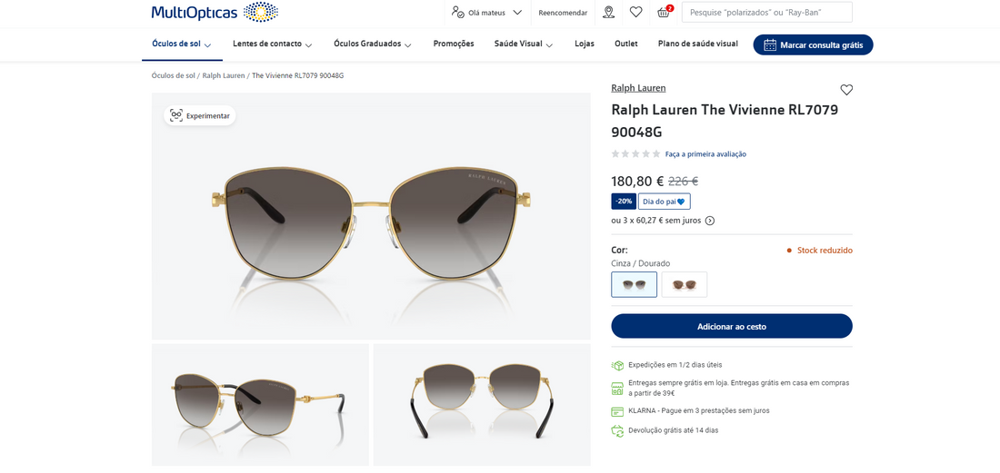 MultiOpticas
Olá mateus
Reencomendar
2
Pesquise "polarizados" ou "Ray-Ban"
Óculos de sol
Lentes de contacto
Óculos Graduados
Promoções
Saúde Visual
Lojas
Outlet
Plano de saúde visual
Marcar consulta grátis
Óculos de sol / Ralph Lauren / The Vivienne RL7079 90048G
Experimentar
RALPH LAUREN
Ralph Lauren
Ralph Lauren The Vivienne RL7079
90048G
Faça a primeira avaliação
180,80 € 226 €
-20%
Dia do pai💙
ou 3 x 60,27 € sem juros
Cor:
Stock reduzido
Cinza / Dourado
Adicionar ao cesto
Expedições em 1/2 dias úteis
Entregas sempre grátis em loja. Entregas grátis em casa em compras
a partir de 39€
KLARNA - Pague em 3 prestações sem juros
Devolução grátis até 14 dias